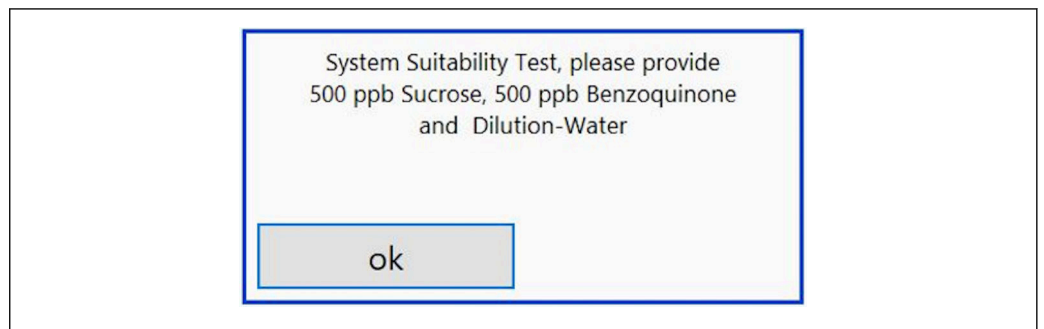 System Suitability Test, please provide
500 ppb Sucrose, 500 ppb Benzoquinone
and Dilution-Water
ok